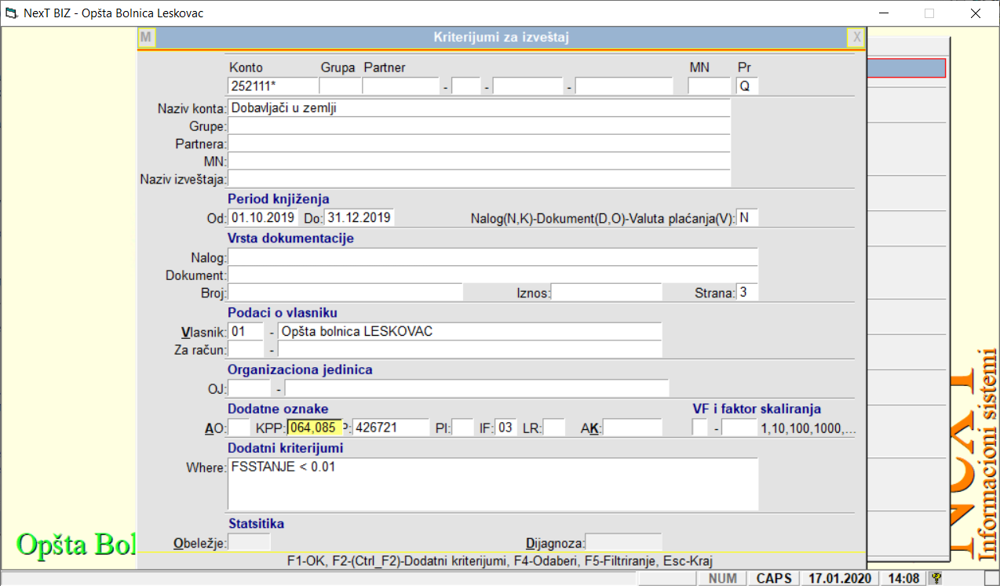 NexT BIZ - Opšta Bolnica Leskovac
M Kriterijumi za izveštaj X
Konto Grupa Partner MN Pr
252111* - - - Q
Naziv konta: Dobavljači u zemlji
Grupe:
Partnera:
MN:
Naziv izveštaja:
Period knjiženja
Od: 01.10.2019 Do: 31.12.2019 Nalog(N,K)-Dokument(D,O)-Valuta plaćanja(V): N
Vrsta dokumentacije
Nalog:
Dokument:
Broj: Iznos: Strana: 3
Podaci o vlasniku
Vlasnik: 01 - Opšta bolnica LESKOVAC
Za račun: -
Organizaciona jedinica
OJ: -
Dodatne oznake VF i faktor skaliranja
AO: KPP: 064,085 P: 426721 PI: IF: 03 LR: AK: - 1,10,100,1000,...
Dodatni kriterijumi
Where: FSSTANJE < 0.01
Statsitika
Obeležje: Dijagnoza:
F1-OK, F2-(Ctrl_F2)-Dodatni kriterijumi, F4-Odaberi, F5-Filtriranje, Esc-Kraj
Opšta Bol
Informacioni sistemi
NUM CAPS 17.01.2020 14:08